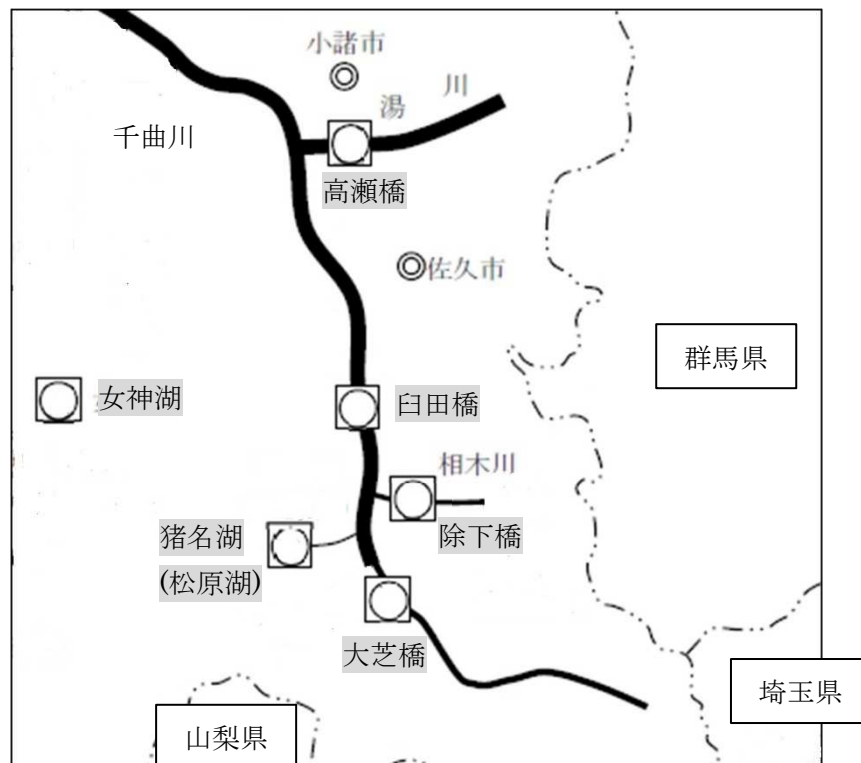 小諸市
湯川
千曲川
高瀬橋
佐久市
群馬県
女神湖
臼田橋
相木川
猪名湖
(松原湖)
除下橋
大芝橋
埼玉県
山梨県